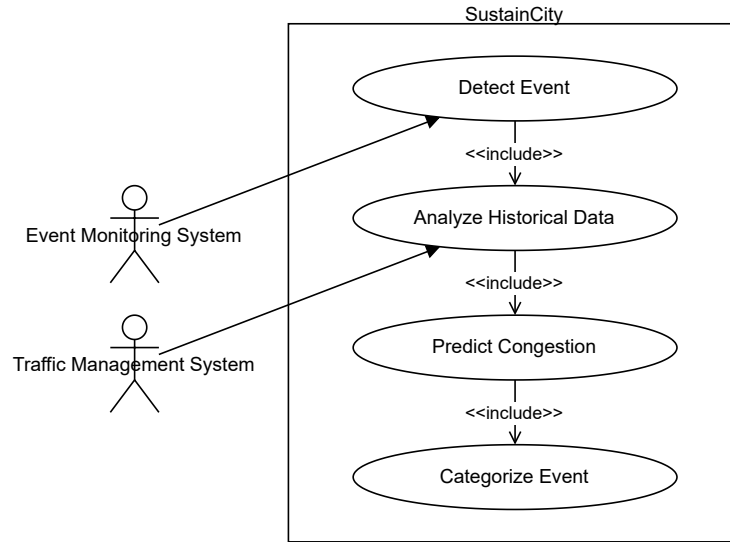 SustainCity
Detect Event
<<include>>
Analyze Historical Data
Event Monitoring System
<<include>>
Predict Congestion
Traffic Management System
<<include>>
Categorize Event